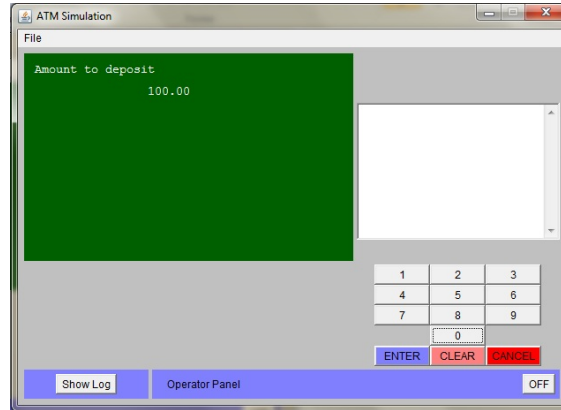 ATM Simulation
File
Amount to deposit
100.00
1 2 3
4 5 6
7 8 9
0
ENTER CLEAR CANCEL
Show Log Operator Panel OFF